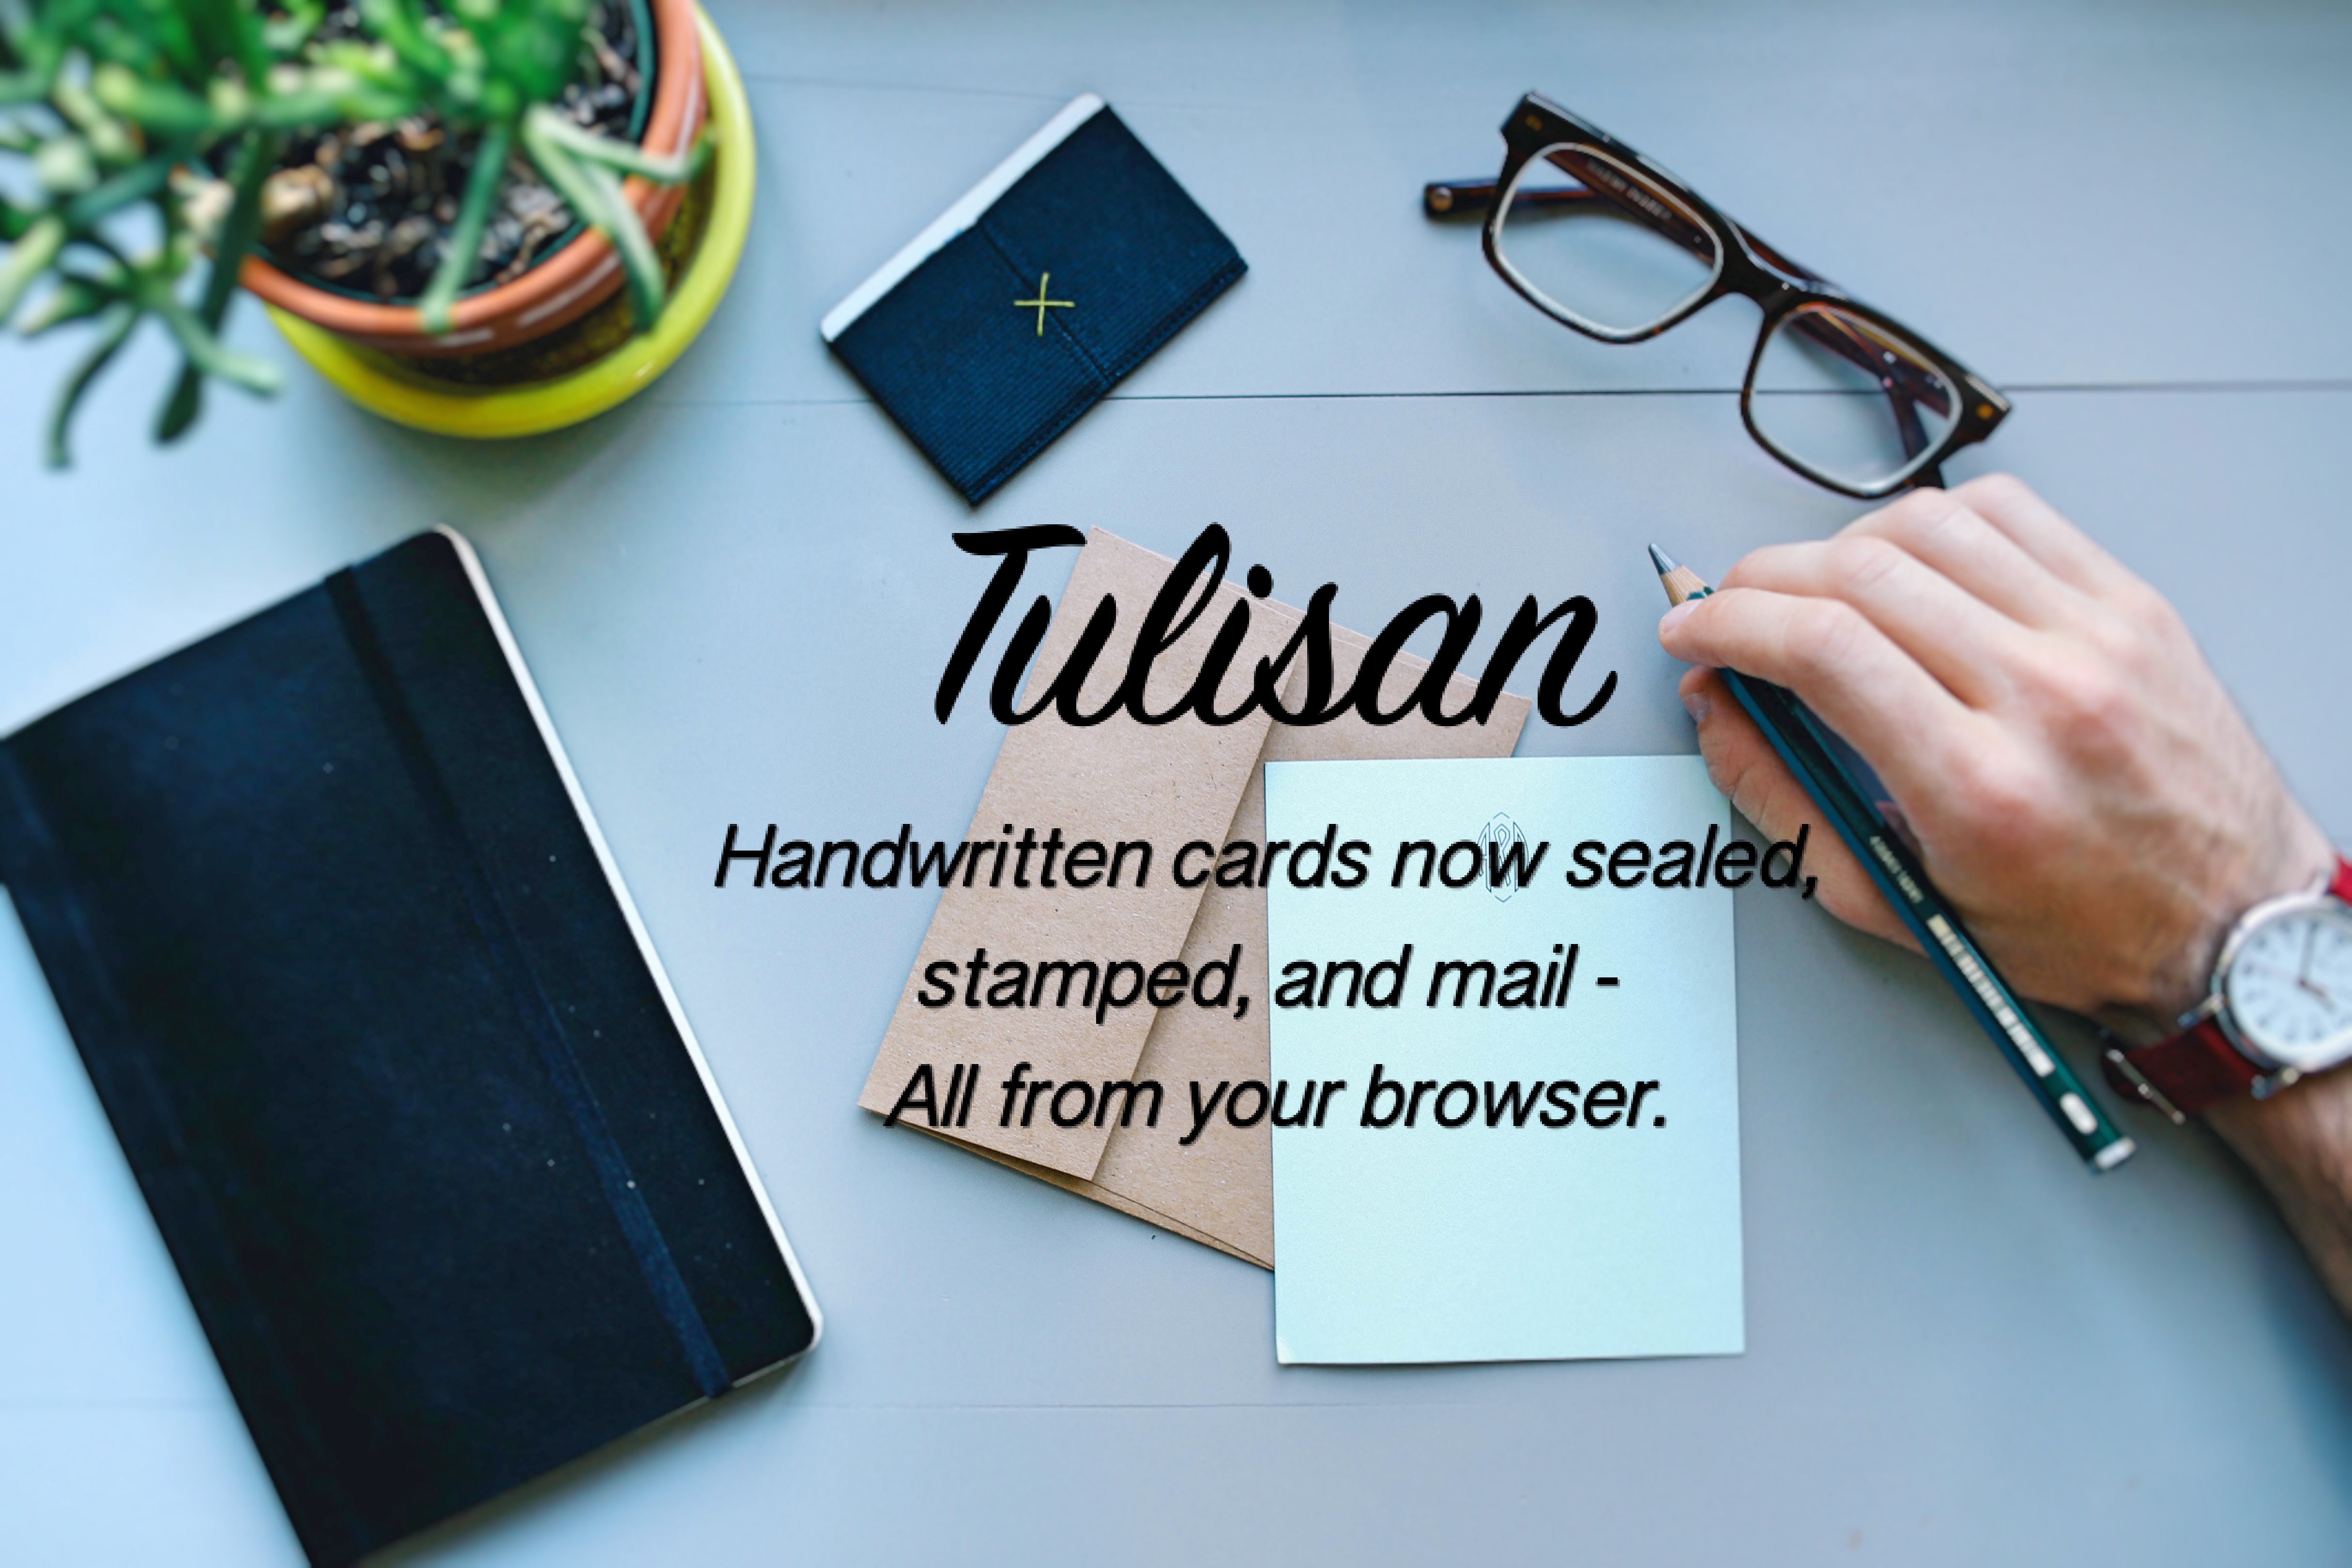 Tulisan
Handwritten cards now sealed,
stamped, and mail -
All from your browser.